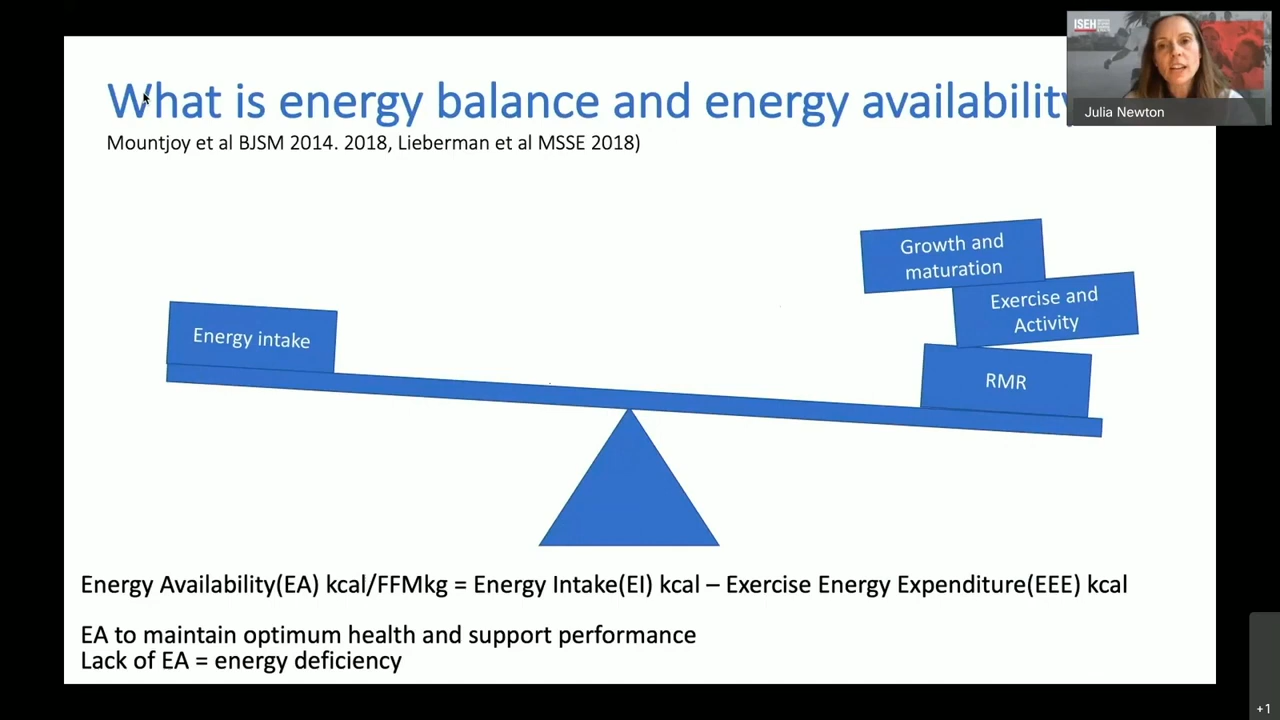 What is energy balance and energy availability
Mountjoy et al BJSM 2014. 2018, Lieberman et al MSSE 2018)
ISEH
Julia Newton
Growth and
maturation
Exercise and
Activity
Energy intake
RMR
Energy Availability(EA) kcal/FFMkg = Energy Intake(EI) kcal – Exercise Energy Expenditure(EEE) kcal
EA to maintain optimum health and support performance
Lack of EA = energy deficiency
+1